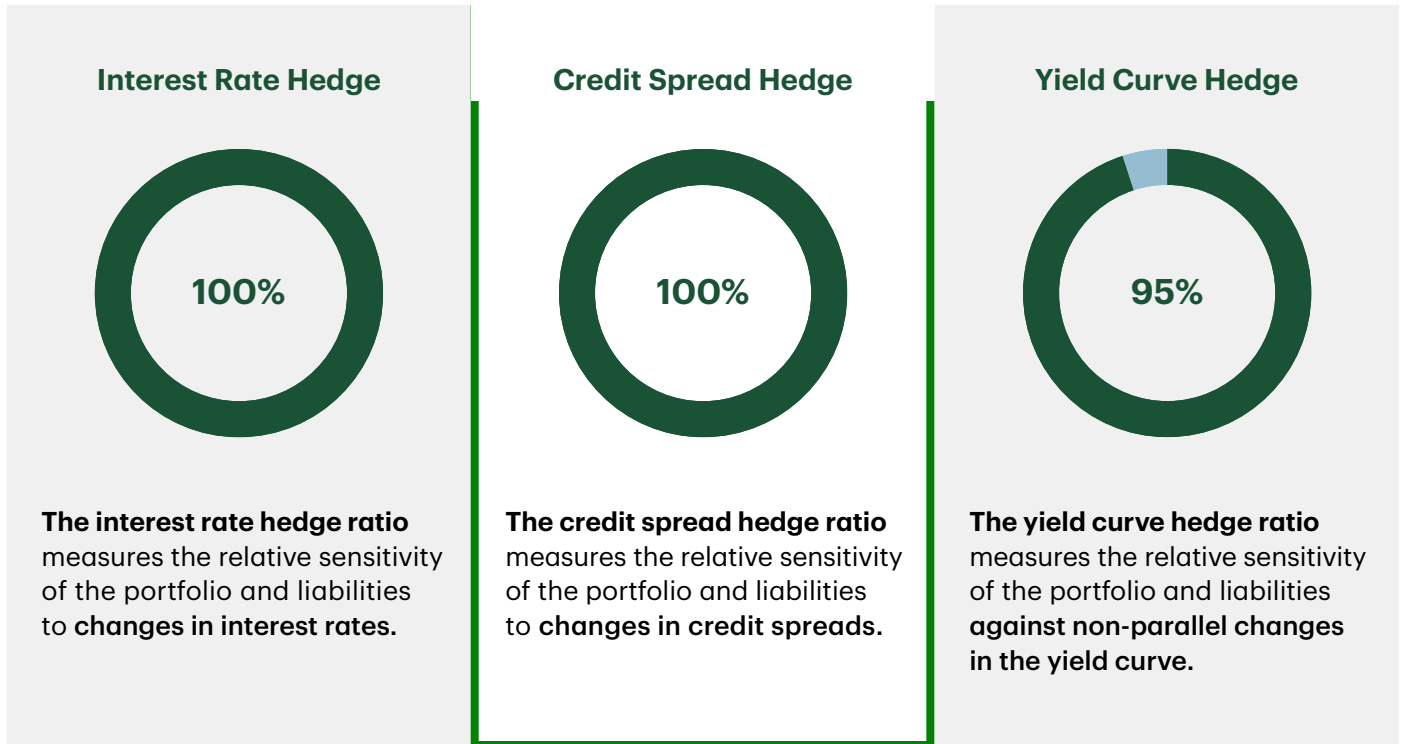 Interest Rate Hedge
100%
The interest rate hedge ratio
measures the relative sensitivity
of the portfolio and liabilities
to changes in interest rates.
Credit Spread Hedge
100%
The credit spread hedge ratio
measures the relative sensitivity
of the portfolio and liabilities
to changes in credit spreads.
Yield Curve Hedge
95%
The yield curve hedge ratio
measures the relative sensitivity
of the portfolio and liabilities
against non-parallel changes
in the yield curve.